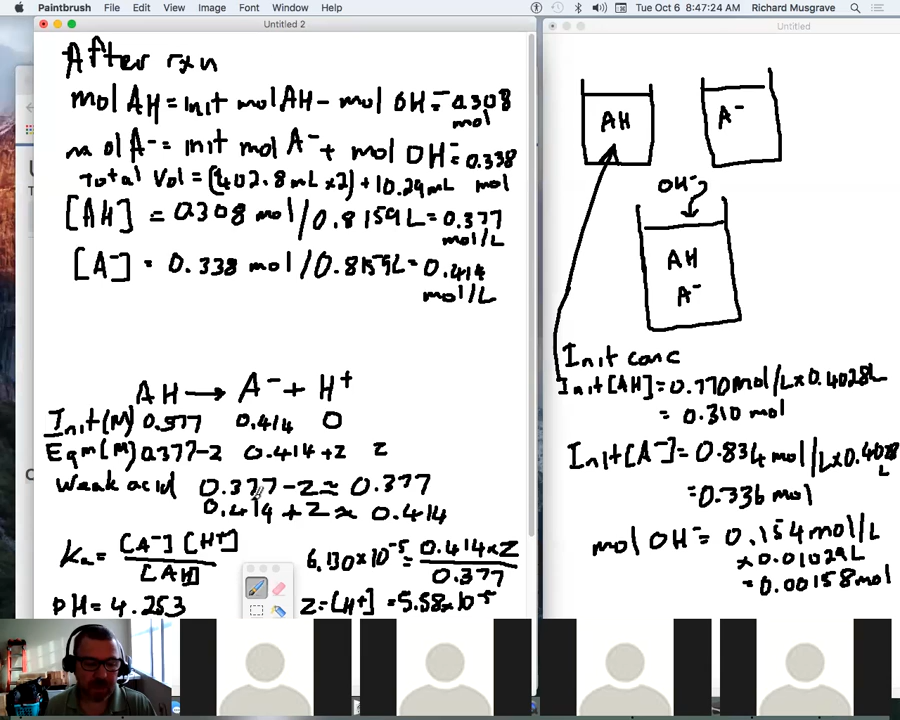 Paintbrush File Edit View Image Font Window Help Tue Oct 6 8:47:24 AM Richard Musgrave
Untitled 2
After rxn
mol AH = init mol AH - mol OH⁻ = 0.308 mol
mol A⁻ = init mol A⁻ + mol OH⁻ = 0.338 mol
Total Vol = (402.8 mL x 2) + 10.29 mL
[AH] = 0.308 mol / 0.8159 L = 0.377 mol/L
[A⁻] = 0.338 mol / 0.8159 L = 0.414 mol/L
AH → A⁻ + H⁺
Init (M) 0.377 0.414 0
Eqm (M) 0.377-z 0.414+z z
Weak acid 0.377-z ≈ 0.377
0.414+z ≈ 0.414
Ka = [A⁻][H⁺] / [AH]
6.130x10⁻⁵ = 0.414xz / 0.377
pH = 4.253
z = [H⁺] = 5.58x10⁻⁵
Untitled
AH
A⁻
OH⁻
AH
A⁻
Init conc
Init [AH] = 0.770 mol/L x 0.4028L
= 0.310 mol
Init [A⁻] = 0.834 mol/L x 0.4028 L
= 0.336 mol
mol OH⁻ = 0.154 mol/L
x 0.01029L
= 0.00158 mol